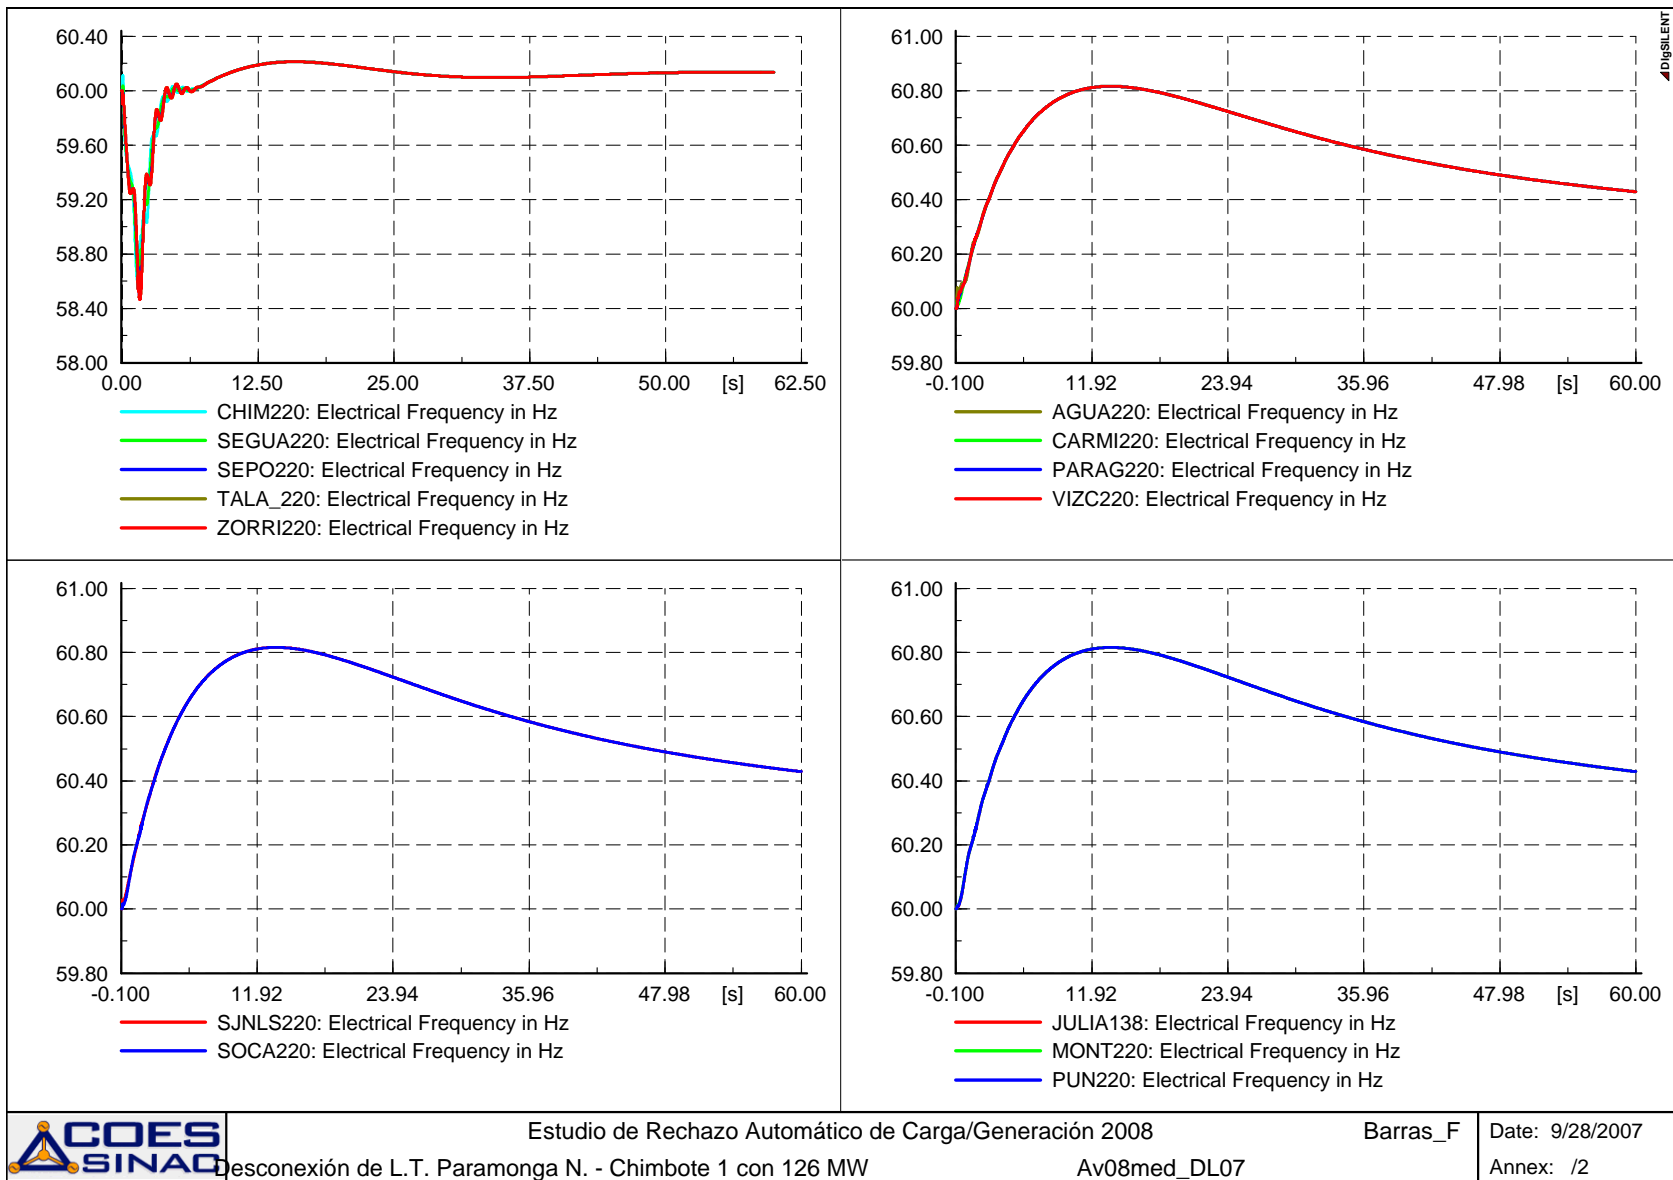 DIgSILENT
60.40
60.00
59.60
59.20
58.80
58.40
58.00
0.00 12.50 25.00 37.50 50.00 [s] 62.50
CHIM220: Electrical Frequency in Hz
SEGUA220: Electrical Frequency in Hz
SEPO220: Electrical Frequency in Hz
TALA_220: Electrical Frequency in Hz
ZORRI220: Electrical Frequency in Hz
61.00
60.80
60.60
60.40
60.20
60.00
59.80
-0.100 11.92 23.94 35.96 47.98 [s] 60.00
AGUA220: Electrical Frequency in Hz
CARMI220: Electrical Frequency in Hz
PARAG220: Electrical Frequency in Hz
VIZC220: Electrical Frequency in Hz
61.00
60.80
60.60
60.40
60.20
60.00
59.80
-0.100 11.92 23.94 35.96 47.98 [s] 60.00
SJNLS220: Electrical Frequency in Hz
SOCA220: Electrical Frequency in Hz
61.00
60.80
60.60
60.40
60.20
60.00
59.80
-0.100 11.92 23.94 35.96 47.98 [s] 60.00
JULIA138: Electrical Frequency in Hz
MONT220: Electrical Frequency in Hz
PUN220: Electrical Frequency in Hz
COES
SINAC
Estudio de Rechazo Automático de Carga/Generación 2008 Barras_F
Desconexión de L.T. Paramonga N. - Chimbote 1 con 126 MW Av08med_DL07
Date: 9/28/2007
Annex: /2